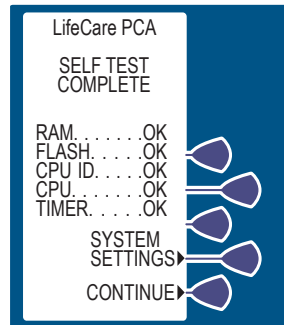 LifeCare PCA
SELF TEST
COMPLETE
RAM. . . . . . .OK
FLASH. . . . .OK
CPU ID. . . . .OK
CPU. . . . . . .OK
TIMER. . . . .OK
SYSTEM
SETTINGS
CONTINUE